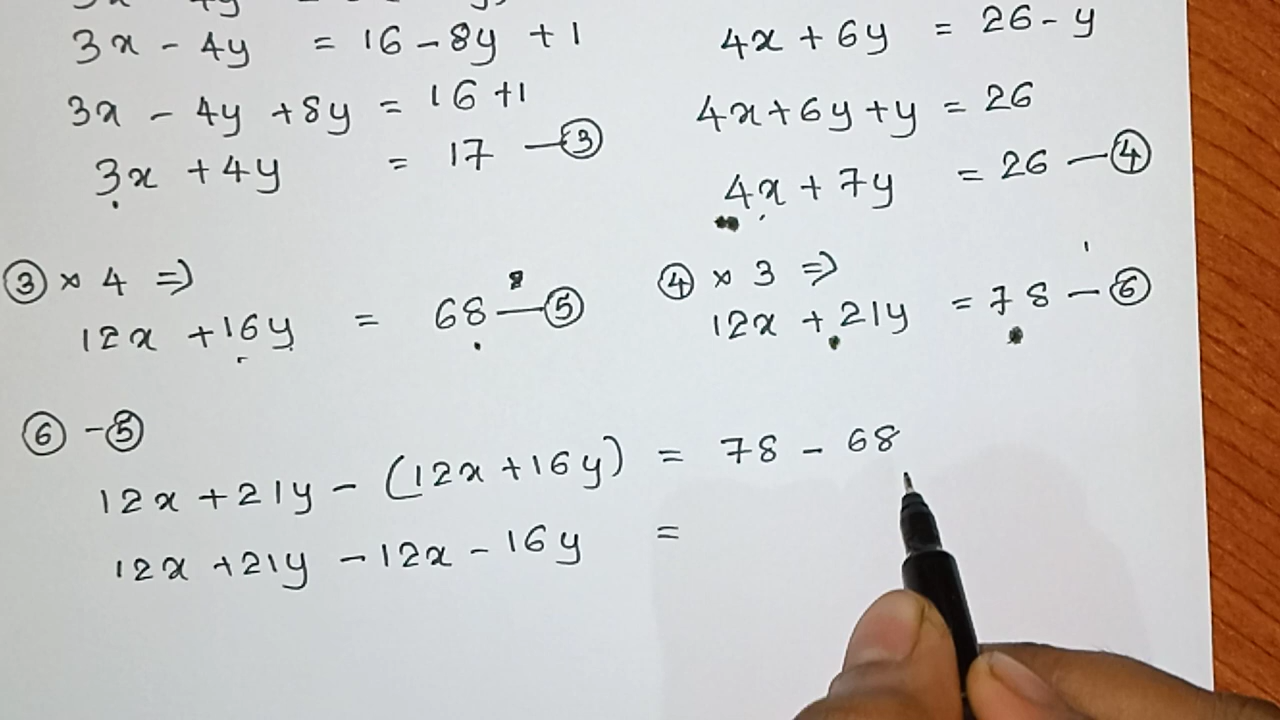 3x - 4y = 16 - 8y + 1
3x - 4y + 8y = 16 + 1
3x + 4y = 17 — ③
4x + 6y = 26 - y
4x + 6y + y = 26
4x + 7y = 26 — ④
③ × 4 ⇒
12x + 16y = 68 — ⑤
④ × 3 ⇒
12x + 21y = 78 — ⑥
⑥ - ⑤
12x + 21y - (12x + 16y) = 78 - 68
12x + 21y - 12x - 16y =